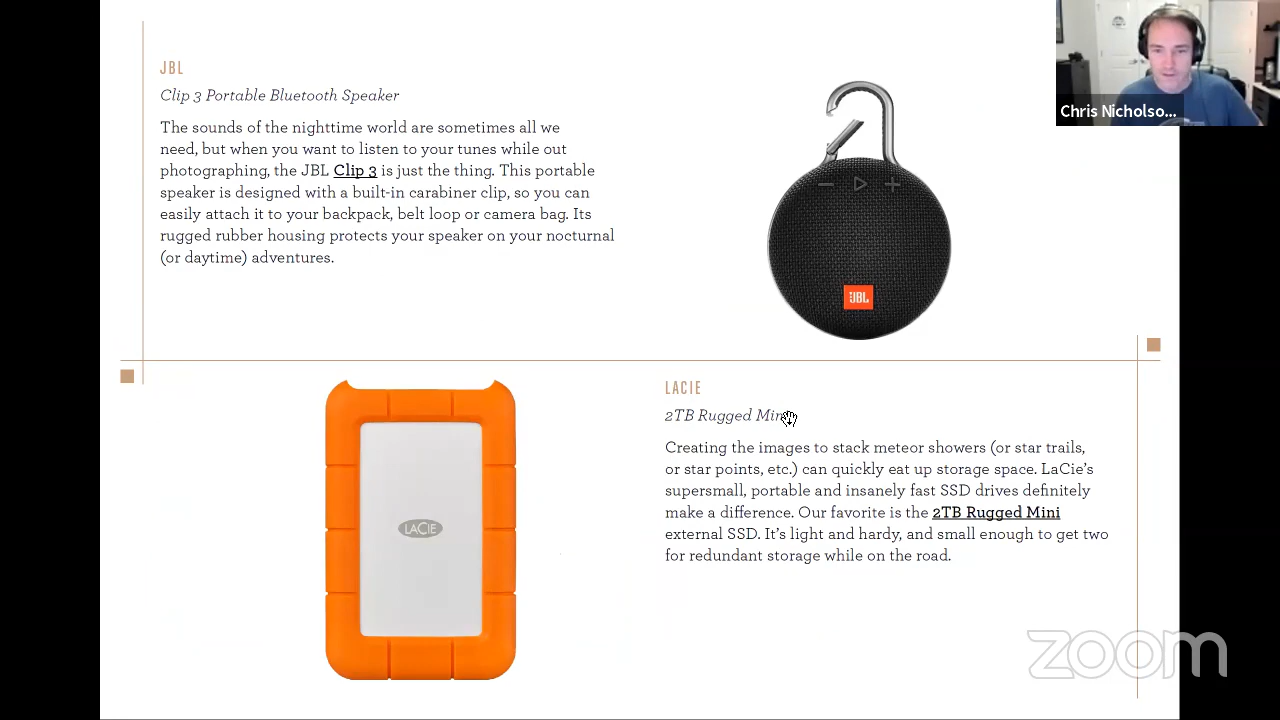 JBL
Clip 3 Portable Bluetooth Speaker
The sounds of the nighttime world are sometimes all we
need, but when you want to listen to your tunes while out
photographing, the JBL Clip 3 is just the thing. This portable
speaker is designed with a built-in carabiner clip, so you can
easily attach it to your backpack, belt loop or camera bag. Its
rugged rubber housing protects your speaker on your nocturnal
(or daytime) adventures.
JBL
Chris Nicholso...
LACIE
LACIE
2TB Rugged Mini
Creating the images to stack meteor showers (or star trails,
or star points, etc.) can quickly eat up storage space. LaCie's
supersmall, portable and insanely fast SSD drives definitely
make a difference. Our favorite is the 2TB Rugged Mini
external SSD. It's light and hardy, and small enough to get two
for redundant storage while on the road.
zoom